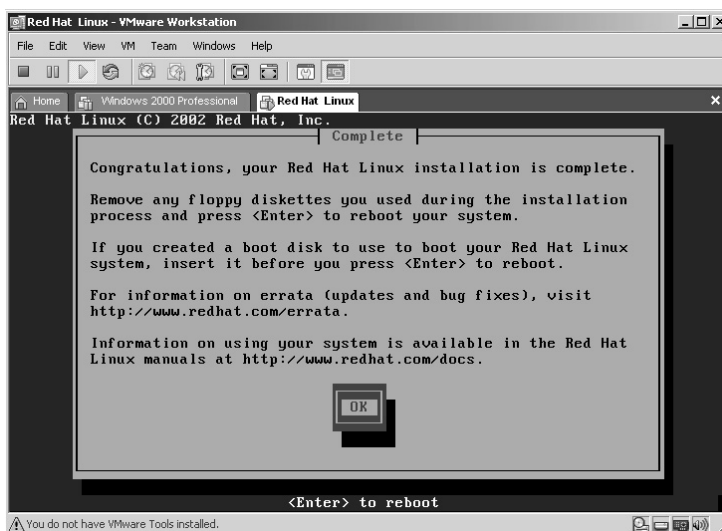 Red Hat Linux - VMware Workstation
File Edit View VM Team Windows Help
Home Windows 2000 Professional Red Hat Linux
Red Hat Linux (C) 2002 Red Hat, Inc.
Complete
Congratulations, your Red Hat Linux installation is complete.
Remove any floppy diskettes you used during the installation
process and press <Enter> to reboot your system.
If you created a boot disk to use to boot your Red Hat Linux
system, insert it before you press <Enter> to reboot.
For information on errata (updates and bug fixes), visit
http://www.redhat.com/errata.
Information on using your system is available in the Red Hat
Linux manuals at http://www.redhat.com/docs.
OK
<Enter> to reboot
You do not have VMware Tools installed.